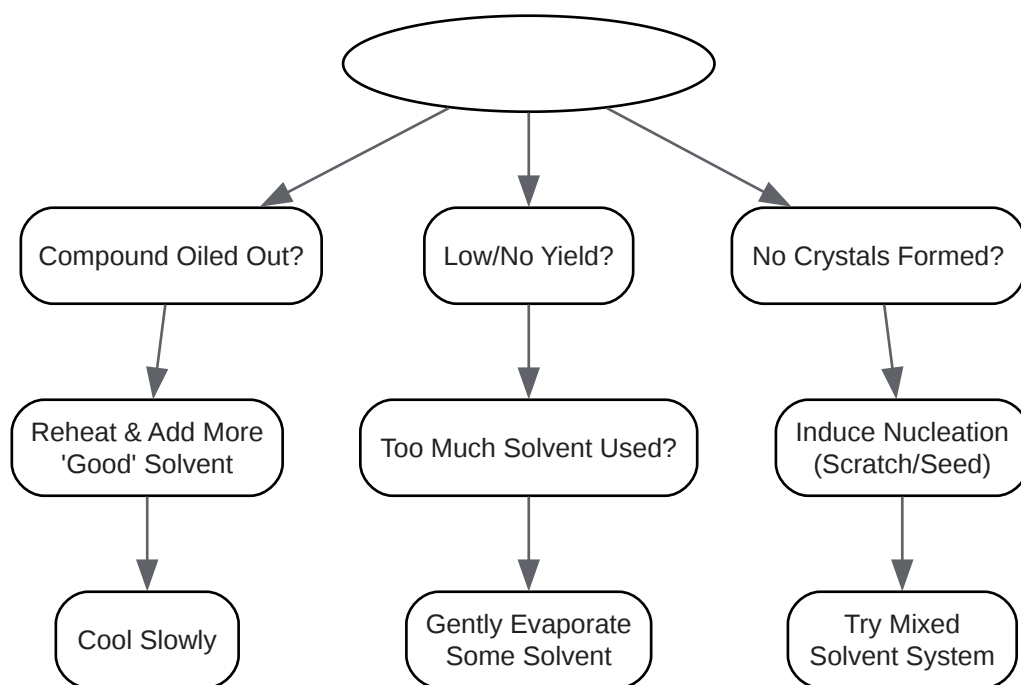 Compound Oiled Out?
Low/No Yield?
No Crystals Formed?
Reheat & Add More
'Good' Solvent
Too Much Solvent Used?
Induce Nucleation
(Scratch/Seed)
Cool Slowly
Gently Evaporate
Some Solvent
Try Mixed
Solvent System